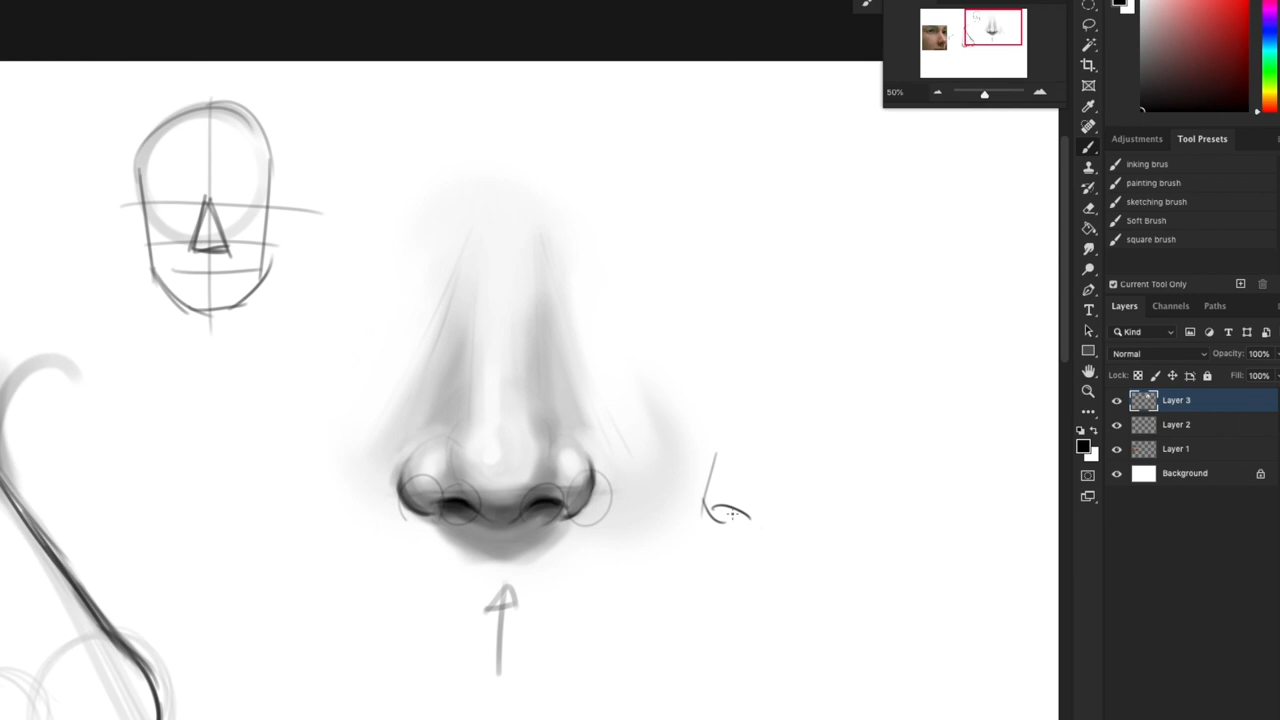 50%
Adjustments Tool Presets
inking brus
painting brush
sketching brush
Soft Brush
square brush
Current Tool Only
Layers Channels Paths
Kind
Normal Opacity: 100%
Lock: Fill: 100%
Layer 3
Layer 2
Layer 1
Background